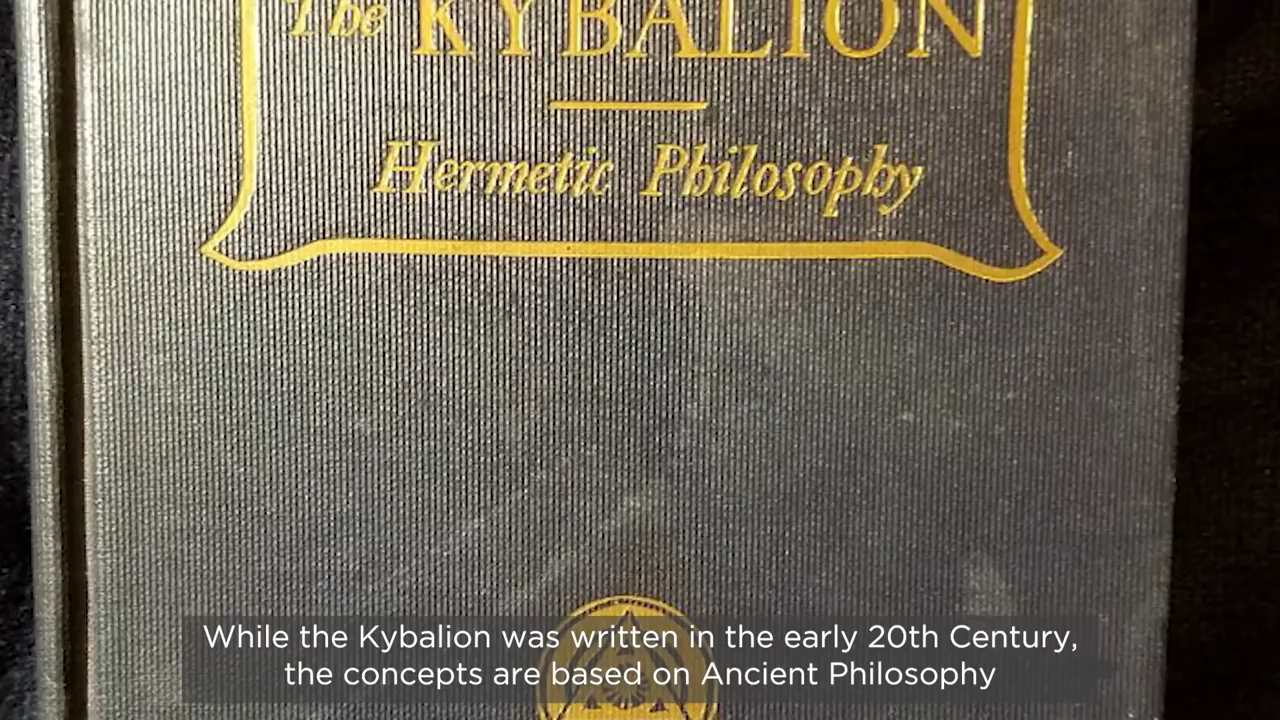 The KYBALION
Hermetic Philosophy
While the Kybalion was written in the early 20th Century,
the concepts are based on Ancient Philosophy